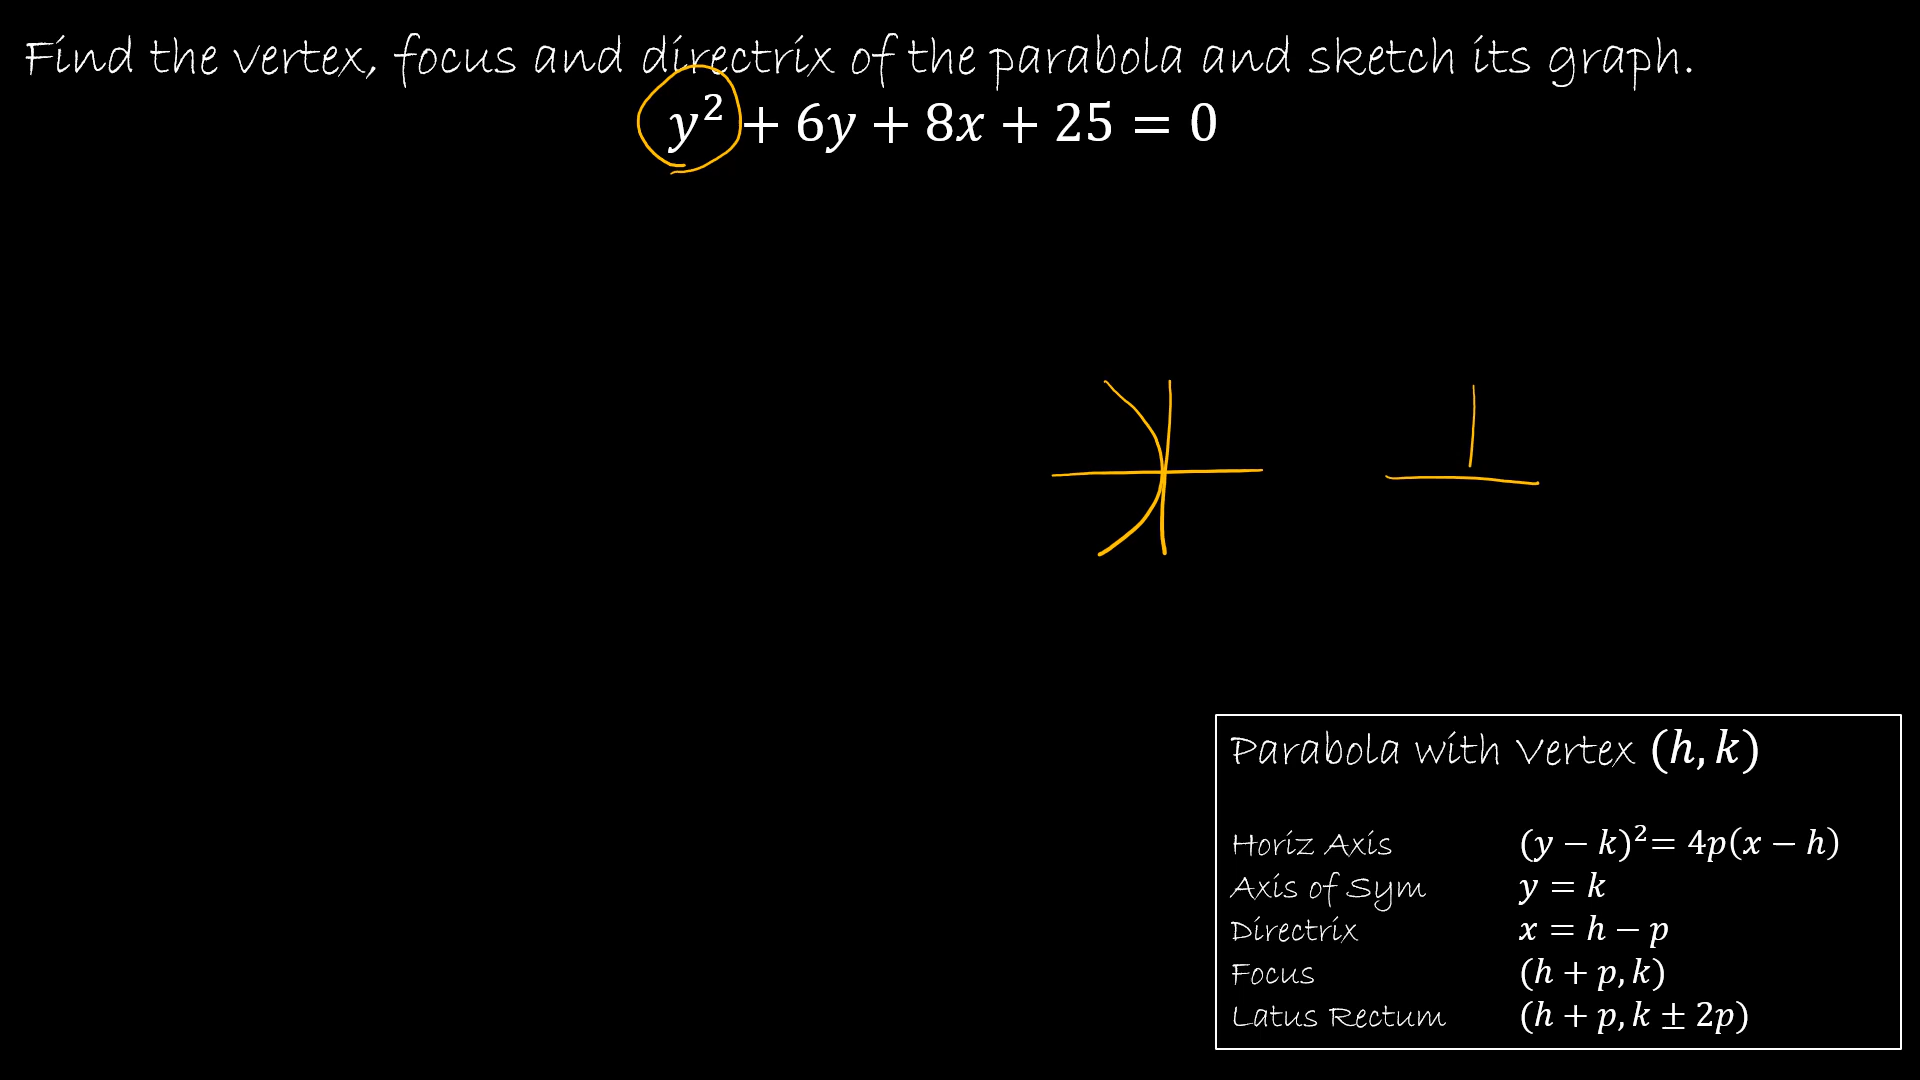 Find the vertex, focus and directrix of the parabola and sketch its graph.
y² + 6y + 8x + 25 = 0
Parabola with Vertex (h, k)
Horiz Axis (y − k)² = 4p(x − h)
Axis of Sym y = k
Directrix x = h − p
Focus (h + p, k)
Latus Rectum (h + p, k ± 2p)